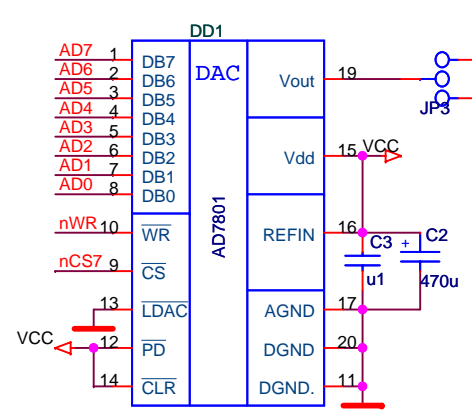 DD1
AD7 1 DB7 DAC Vout 19
AD6 2 DB6
AD5 3 DB5 JP3
AD4 4 DB4
AD3 5 DB3
AD2 6 DB2 Vdd 15 VCC
AD1 7 DB1
AD0 8 DB0
AD7801
nWR 10 WR REFIN 16 C3 + C2
nCS7 9 CS u1 470u
13 LDAC AGND 17
VCC 12 PD DGND 20
14 CLR DGND. 11